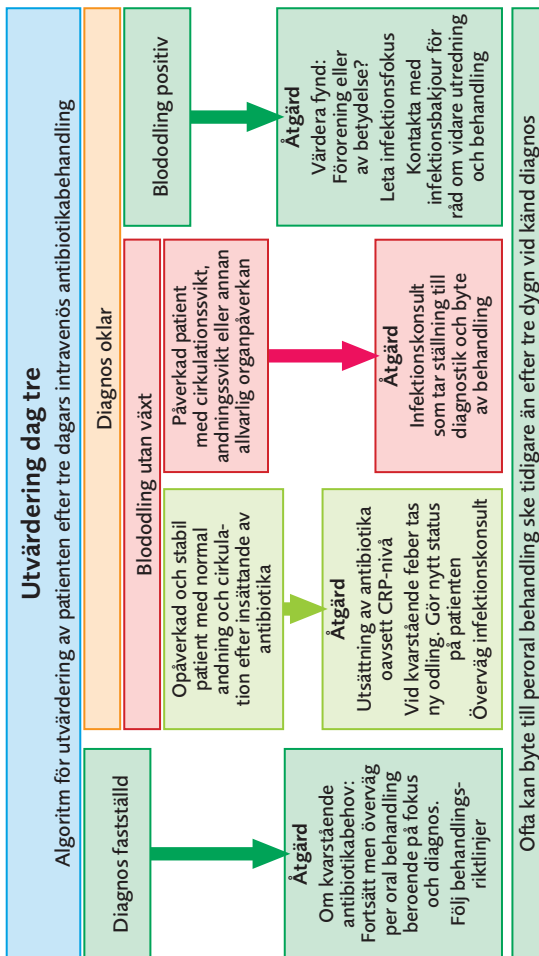 Utvärdering dag tre
Algoritm för utvärdering av patienten efter tre dagars intravenös antibiotikabehandling
Diagnos fastställd
Åtgärd
Om kvarstående
antibiotikabehov:
Fortsätt men överväg
per oral behandling
beroende på fokus
och diagnos.
Följ behandlings-
riktlinjer
Diagnos oklar
Blododling utan växt
Opåverkad och stabil
patient med normal
andning och cirkula-
tion efter insättande av
antibiotika
Åtgärd
Utsättning av antibiotika
oavsett CRP-nivå
Vid kvarstående feber tas
ny odling. Gör nytt status
på patienten
Överväg infektionskonsult
Påverkad patient
med cirkulationssvikt,
andningssvikt eller annan
allvarlig organpåverkan
Åtgärd
Infektionskonsult
som tar ställning till
diagnostik och byte
av behandling
Blododling positiv
Åtgärd
Värdera fynd:
Förorening eller
av betydelse?
Leta infektionsfokus
Kontakta med
infektionsbakjour för
råd om vidare utredning
och behandling
Ofta kan byte till peroral behandling ske tidigare än efter tre dygn vid känd diagnos